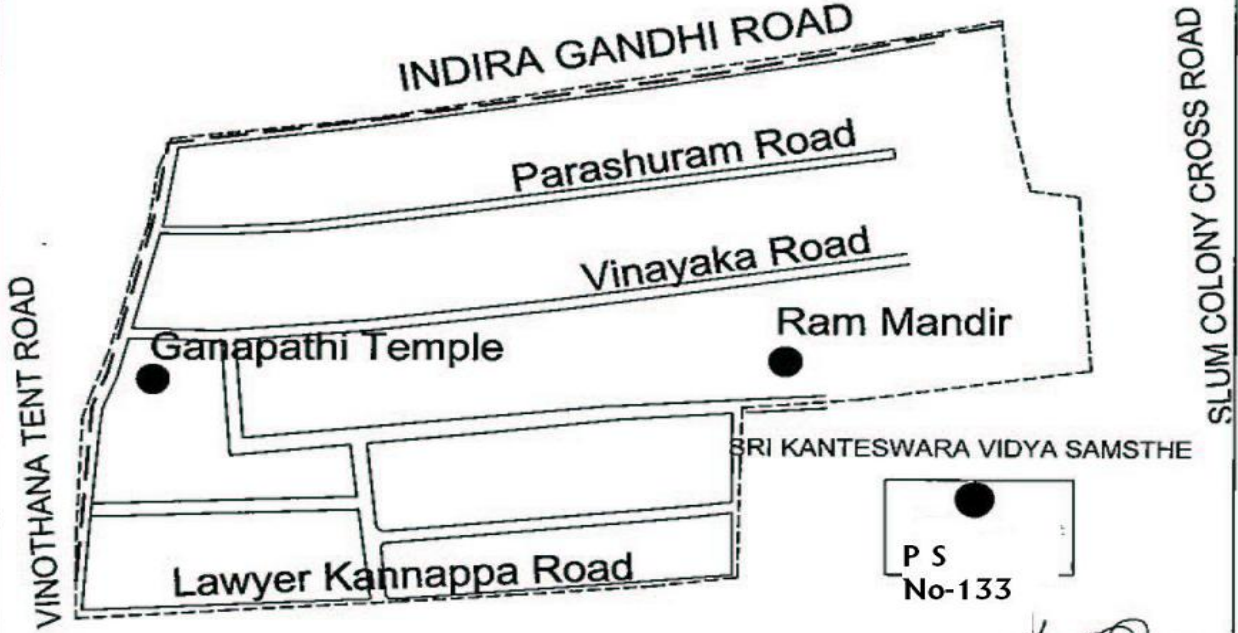 INDIRA GANDHI ROAD
SLUM COLONY CROSS ROAD
Parashuram Road
Vinayaka Road
VINOTHANA TENT ROAD
Ganapathi Temple
Ram Mandir
SRI KANTESWARA VIDYA SAMSTHE
P S
No-133
Lawyer Kannappa Road